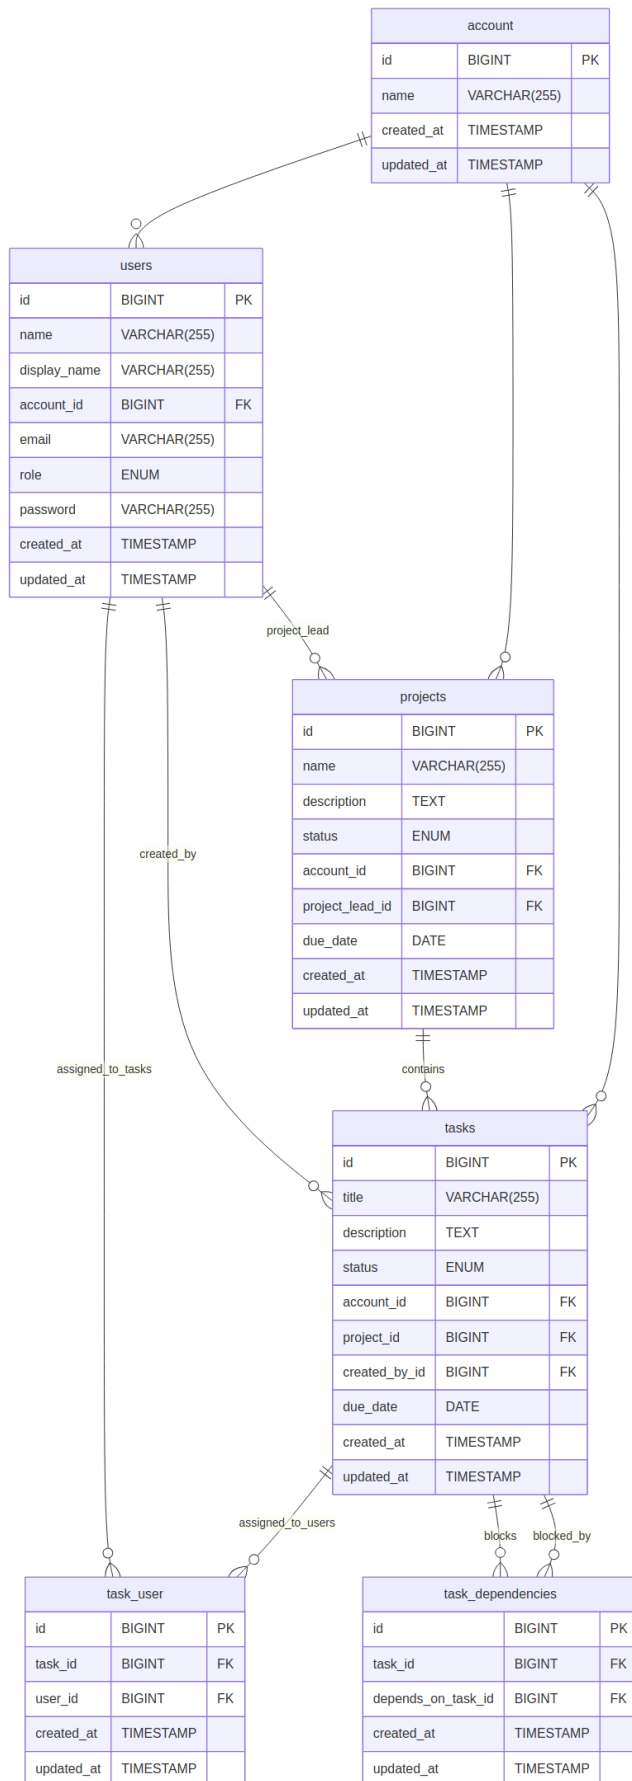 account
id BIGINT PK
name VARCHAR(255)
created_at TIMESTAMP
updated_at TIMESTAMP
users
id BIGINT PK
name VARCHAR(255)
display_name VARCHAR(255)
account_id BIGINT FK
email VARCHAR(255)
role ENUM
password VARCHAR(255)
created_at TIMESTAMP
updated_at TIMESTAMP
project_lead
projects
id BIGINT PK
name VARCHAR(255)
description TEXT
status ENUM
account_id BIGINT FK
project_lead_id BIGINT FK
due_date DATE
created_at TIMESTAMP
updated_at TIMESTAMP
created_by
assigned_to_tasks
contains
tasks
id BIGINT PK
title VARCHAR(255)
description TEXT
status ENUM
account_id BIGINT FK
project_id BIGINT FK
created_by_id BIGINT FK
due_date DATE
created_at TIMESTAMP
updated_at TIMESTAMP
assigned_to_users
blocks
blocked_by
task_user
id BIGINT PK
task_id BIGINT FK
user_id BIGINT FK
created_at TIMESTAMP
updated_at TIMESTAMP
task_dependencies
id BIGINT PK
task_id BIGINT FK
depends_on_task_id BIGINT FK
created_at TIMESTAMP
updated_at TIMESTAMP